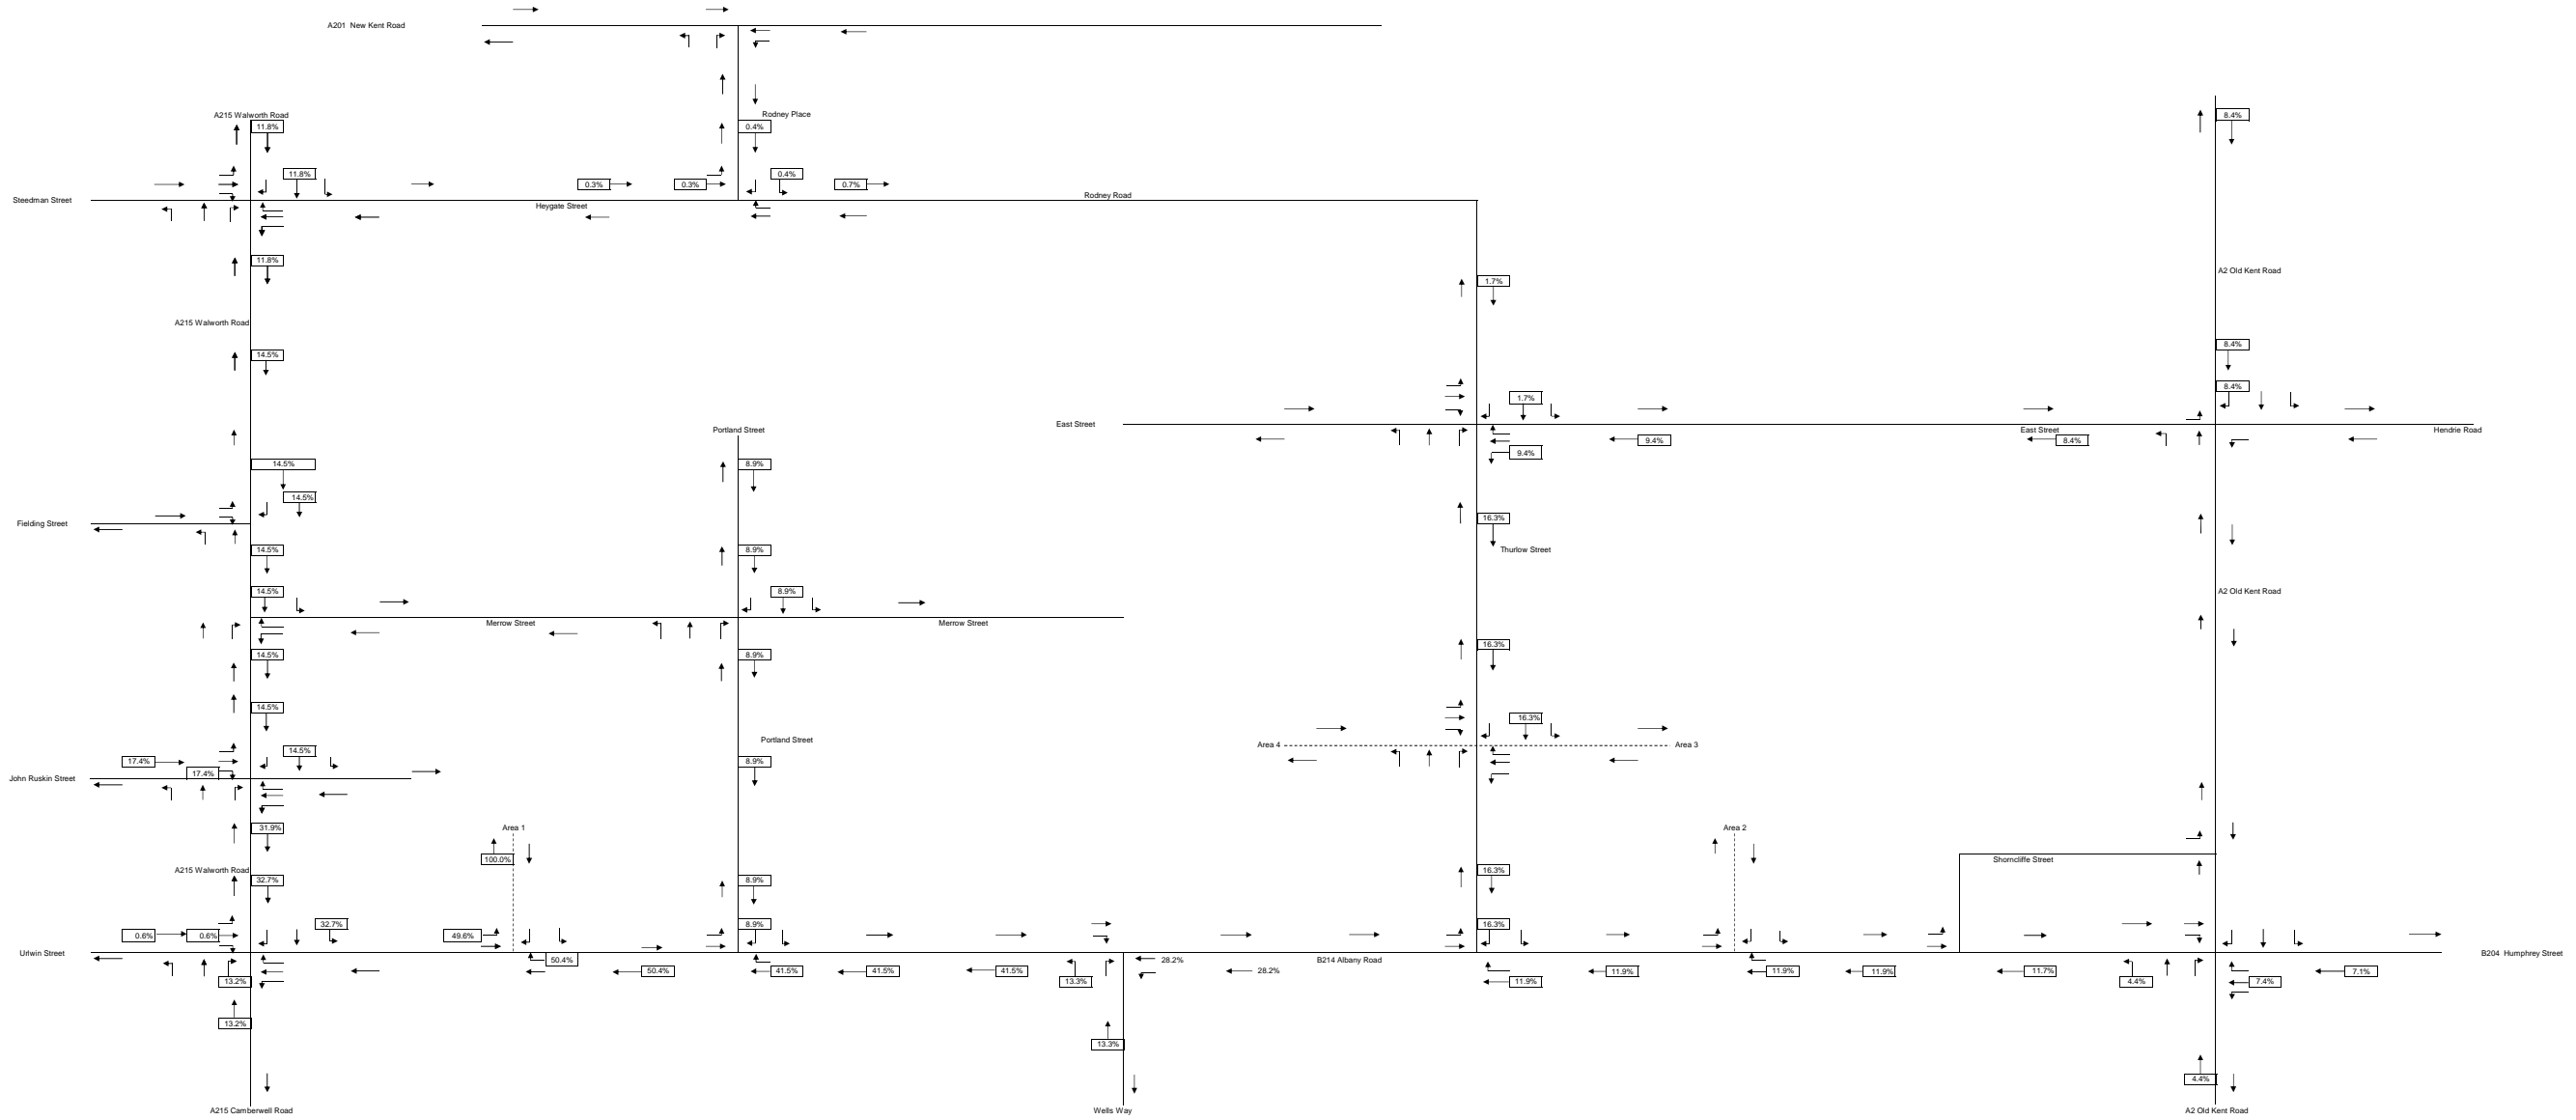 A201 New Kent Road
A215 Walworth Road
Rodney Place
11.8%
0.4%
8.4%
11.8%
0.3%
0.3%
0.4%
0.7%
Steedman Street
Heygate Street
Rodney Road
11.8%
1.7%
A2 Old Kent Road
A215 Walworth Road
14.5%
8.4%
8.4%
1.7%
East Street
East Street
Hendrie Road
Portland Street
9.4%
8.4%
9.4%
14.5%
8.9%
14.5%
Fielding Street
16.3%
Thurlow Street
14.5%
8.9%
14.5%
8.9%
A2 Old Kent Road
Merrow Street
Merrow Street
14.5%
8.9%
16.3%
14.5%
16.3%
Portland Street
Area 4
Area 3
14.5%
17.4%
8.9%
17.4%
John Ruskin Street
31.9%
Area 1
Area 2
100.0%
Shorncliffe Street
A215 Walworth Road
32.7%
8.9%
16.3%
32.7%
8.9%
16.3%
0.6%
0.6%
49.6%
Urlwin Street
50.4%
28.2%
B214 Albany Road
B204 Humphrey Street
50.4%
41.5%
41.5%
41.5%
28.2%
11.9%
11.9%
11.9%
11.7%
7.1%
13.2%
13.3%
11.9%
11.9%
4.4%
7.4%
13.2%
13.3%
4.4%
A215 Camberwell Road
Wells Way
A2 Old Kent Road